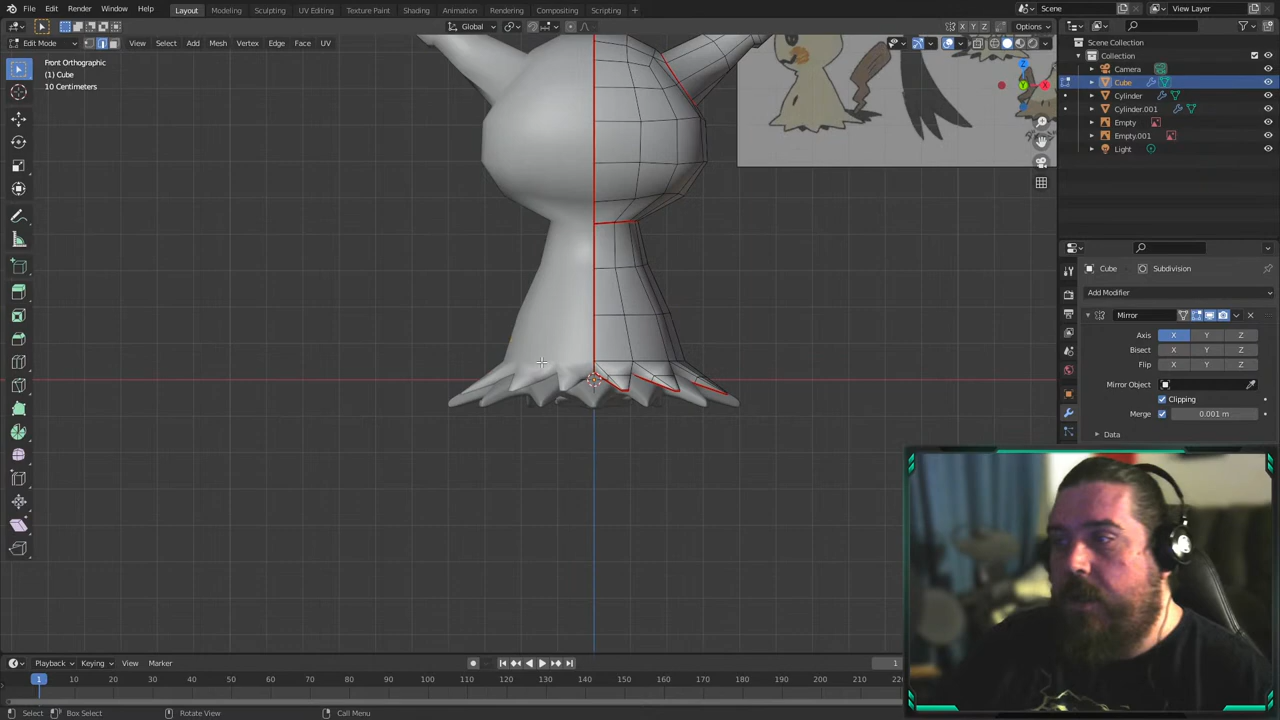 File Edit Render Window Help Layout Modeling Sculpting UV Editing Texture Paint Shading Animation Rendering Compositing Scripting Scene View Layer
Global X Y Z Options
Edit Mode View Select Add Mesh Vertex Edge Face UV
Front Orthographic
(1) Cube
10 Centimeters
Z
X
Y
Scene Collection
Collection
Camera
Cube
Cylinder
Cylinder.001
Empty
Empty.001
Light
Cube Subdivision
Add Modifier
Mirror
Axis X Y Z
Bisect X Y Z
Flip X Y Z
Mirror Object
Clipping
Merge 0.001 m
Data
Playback Keying View Marker 1
1 10 20 30 40 50 60 70 80 90 100 110 120 130 140 150 160 170 180 190 200 210 220
Select Box Select Rotate View Call Menu